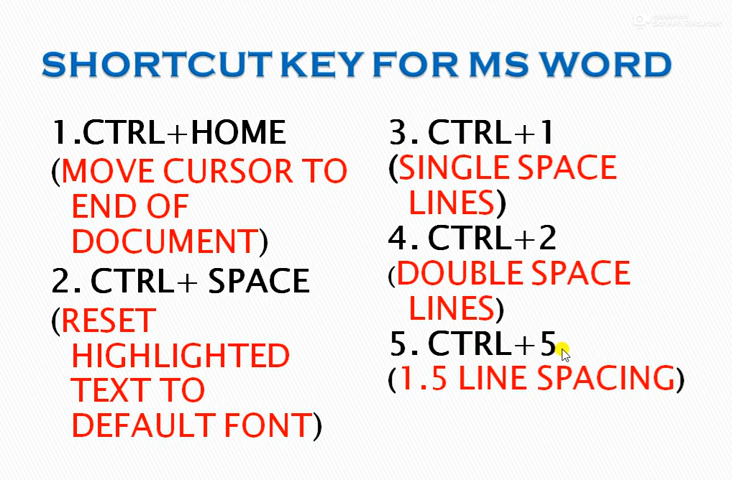 SHORTCUT KEY FOR MS WORD
1.CTRL+HOME
(MOVE CURSOR TO
END OF
DOCUMENT)
2. CTRL+ SPACE
(RESET
HIGHLIGHTED
TEXT TO
DEFAULT FONT)
3. CTRL+1
(SINGLE SPACE
LINES)
4. CTRL+2
(DOUBLE SPACE
LINES)
5. CTRL+5
(1.5 LINE SPACING)